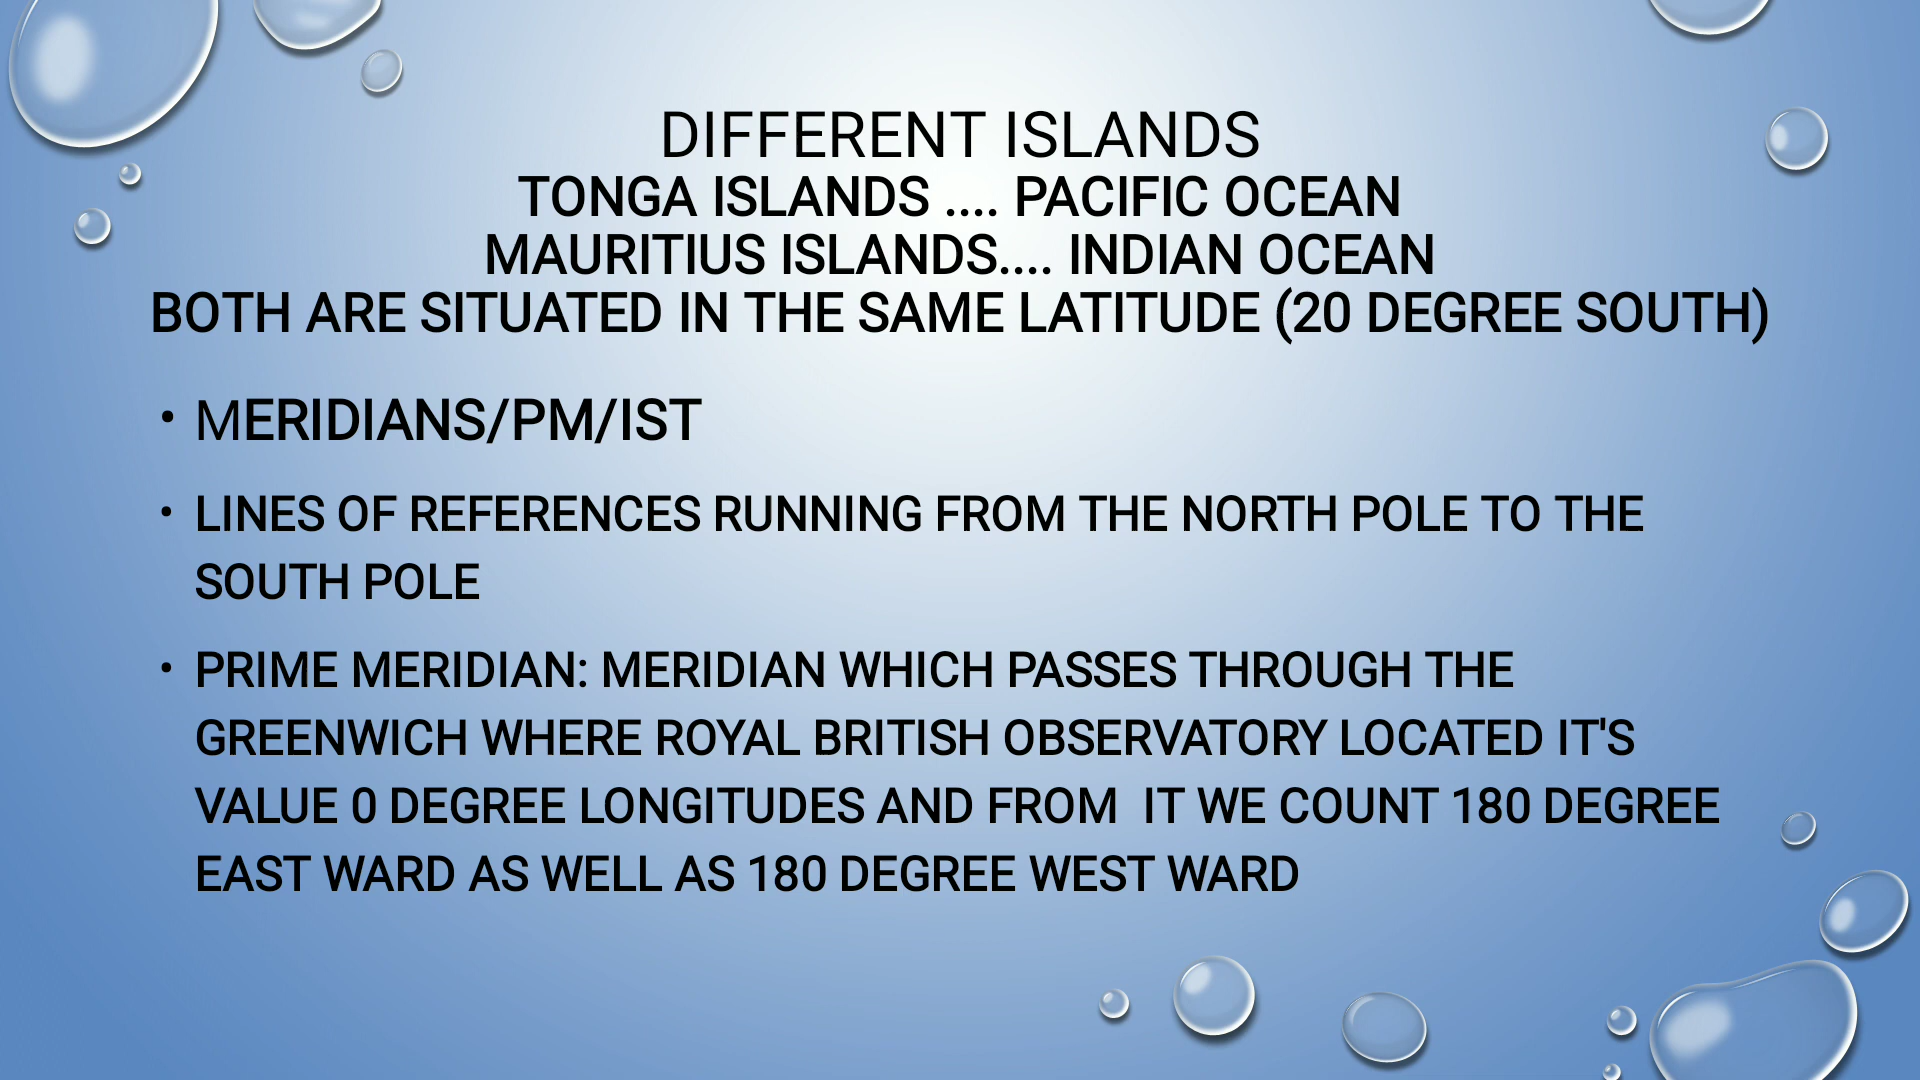 DIFFERENT ISLANDS
TONGA ISLANDS .... PACIFIC OCEAN
MAURITIUS ISLANDS.... INDIAN OCEAN
BOTH ARE SITUATED IN THE SAME LATITUDE (20 DEGREE SOUTH)
• MERIDIANS/PM/IST
• LINES OF REFERENCES RUNNING FROM THE NORTH POLE TO THE
SOUTH POLE
• PRIME MERIDIAN: MERIDIAN WHICH PASSES THROUGH THE
GREENWICH WHERE ROYAL BRITISH OBSERVATORY LOCATED IT'S
VALUE 0 DEGREE LONGITUDES AND FROM  IT WE COUNT 180 DEGREE
EAST WARD AS WELL AS 180 DEGREE WEST WARD